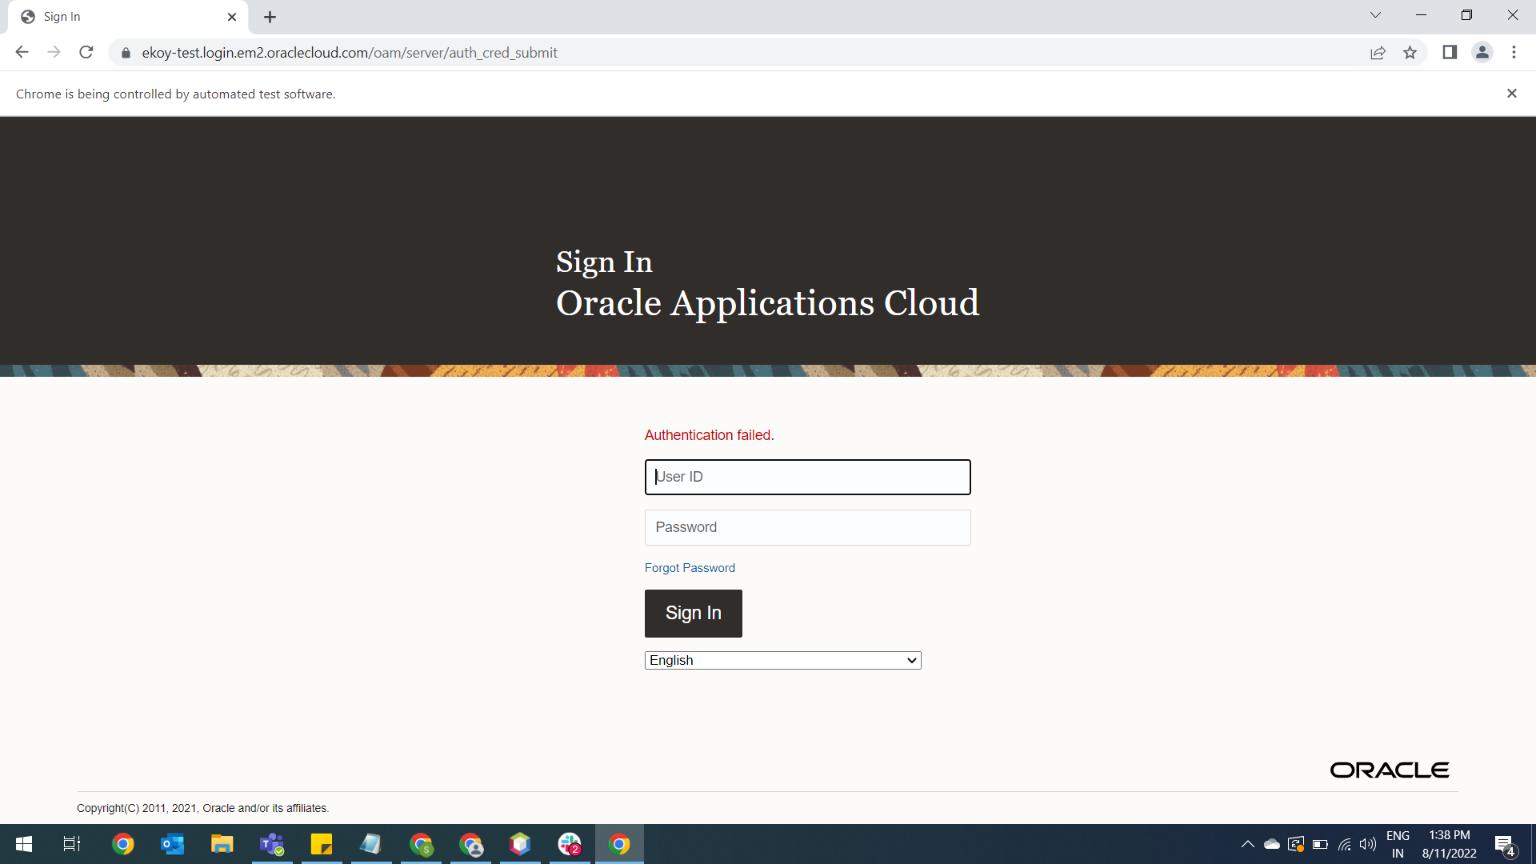 Sign In
ekoy-test.login.em2.oraclecloud.com/oam/server/auth_cred_submit
Chrome is being controlled by automated test software.
Sign In
Oracle Applications Cloud
Authentication failed.
User ID
Password
Forgot Password
Sign In
English
ORACLE
Copyright(C) 2011, 2021, Oracle and/or its affiliates.
T
S
2
ENG
IN
1:38 PM
8/11/2022
4